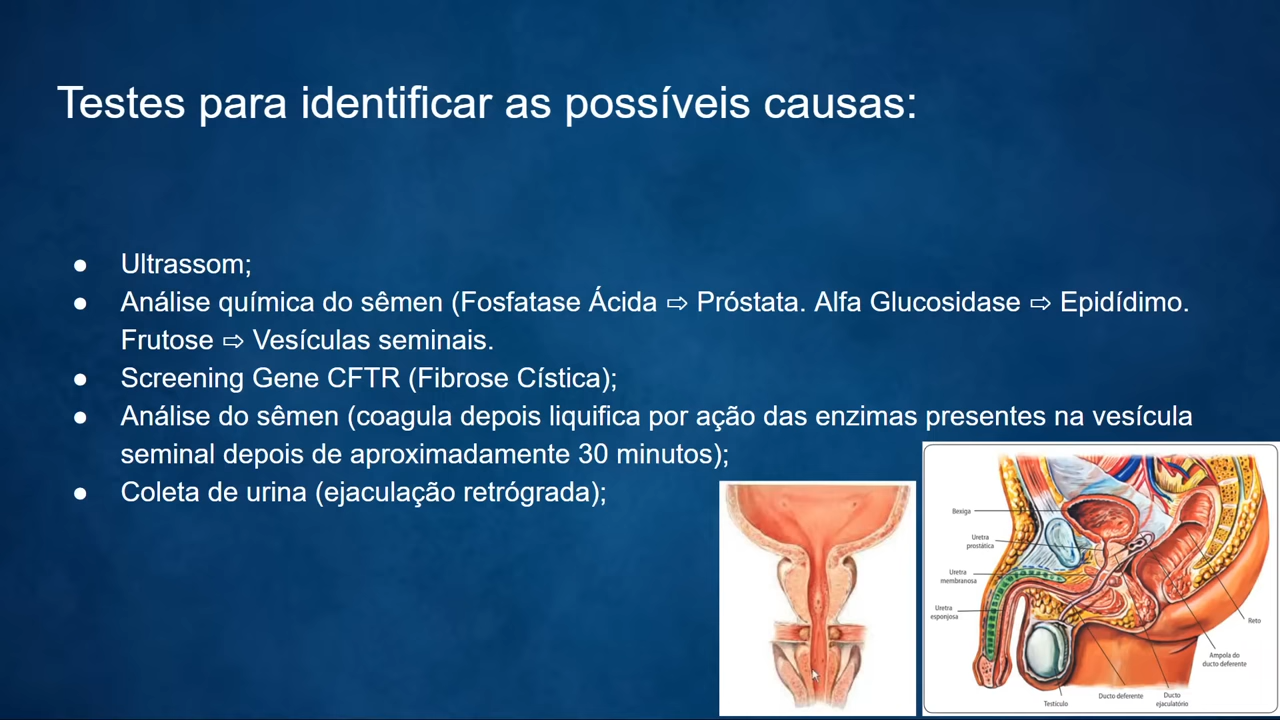 Testes para identificar as possíveis causas:
● Ultrassom;
● Análise química do sêmen (Fosfatase Ácida ⇨ Próstata. Alfa Glucosidase ⇨ Epidídimo.
Frutose ⇨ Vesículas seminais.
● Screening Gene CFTR (Fibrose Cística);
● Análise do sêmen (coagula depois liquifica por ação das enzimas presentes na vesícula
seminal depois de aproximadamente 30 minutos);
● Coleta de urina (ejaculação retrógrada);
Bexiga
Uretra
prostática
Uretra
membranosa
Uretra
esponjosa
Reto
Ampola do
ducto deferente
Ducto deferente
Ducto
ejaculatório
Testículo